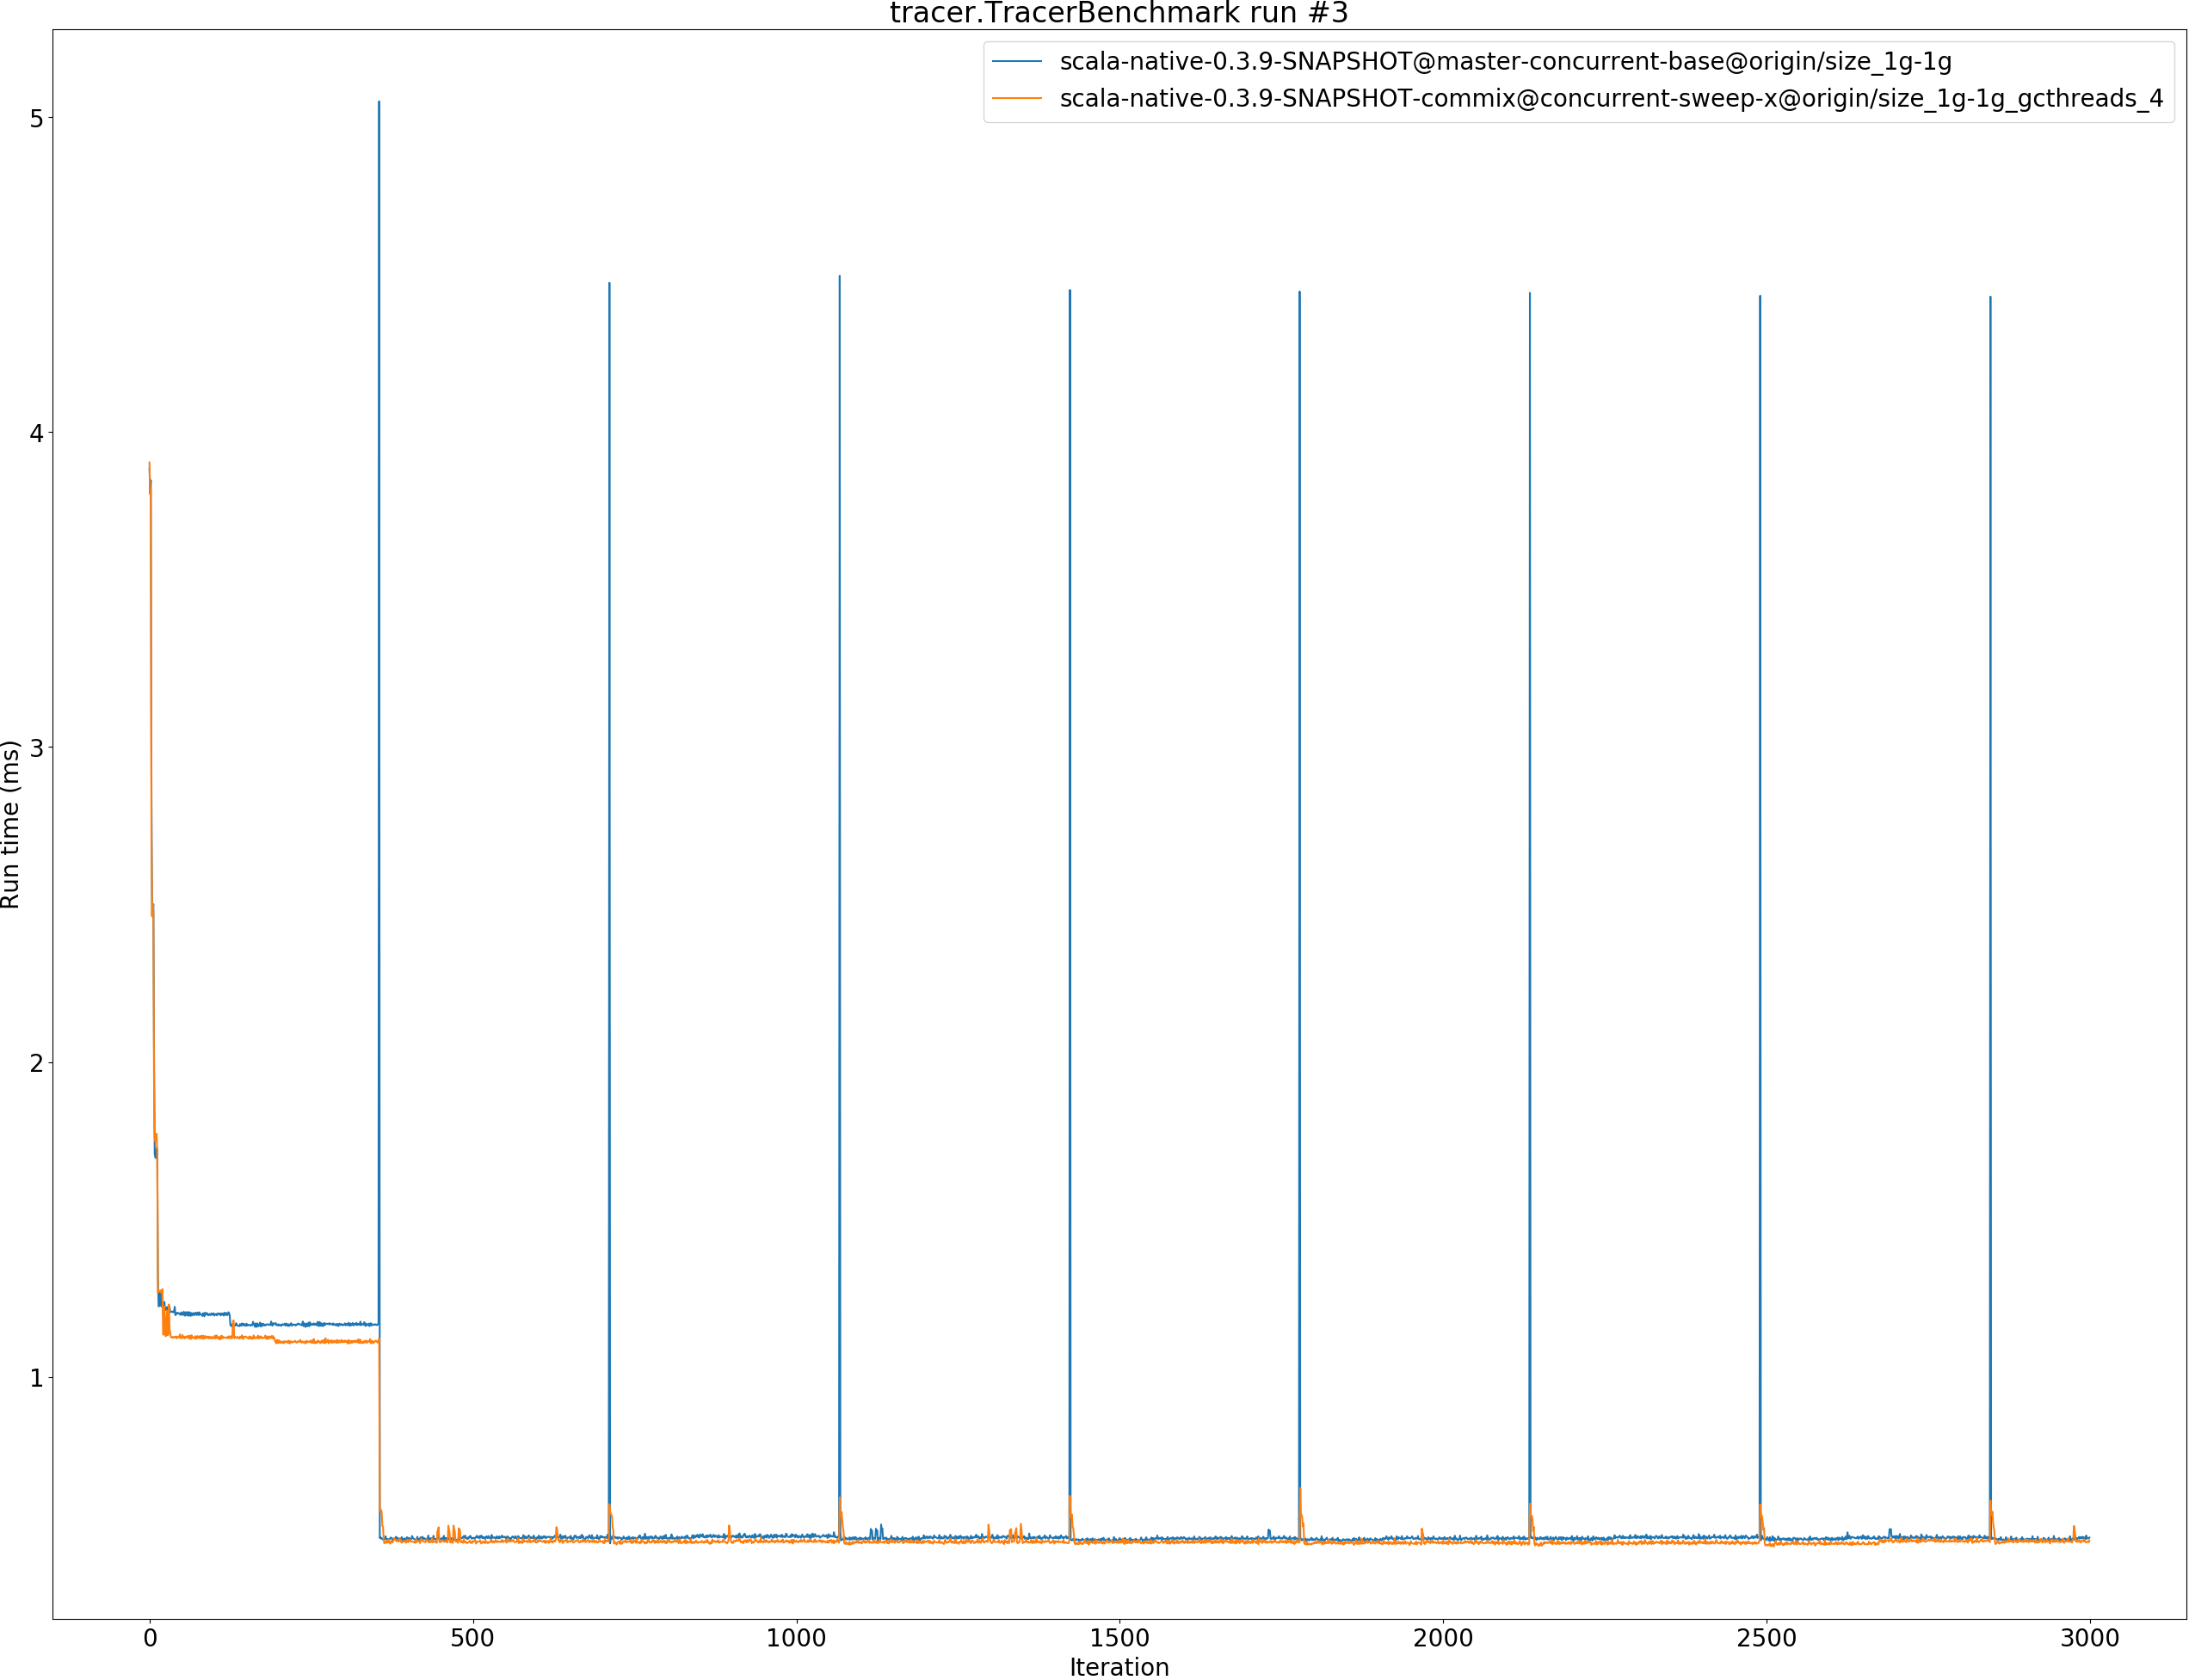 tracer.TracerBenchmark run #3
scala-native-0.3.9-SNAPSHOT@master-concurrent-base@origin/size_1g-1g
scala-native-0.3.9-SNAPSHOT-commix@concurrent-sweep-x@origin/size_1g-1g_gcthreads_4
5
4
3
2
1
Run time (ms)
0 500 1000 1500 2000 2500 3000
Iteration